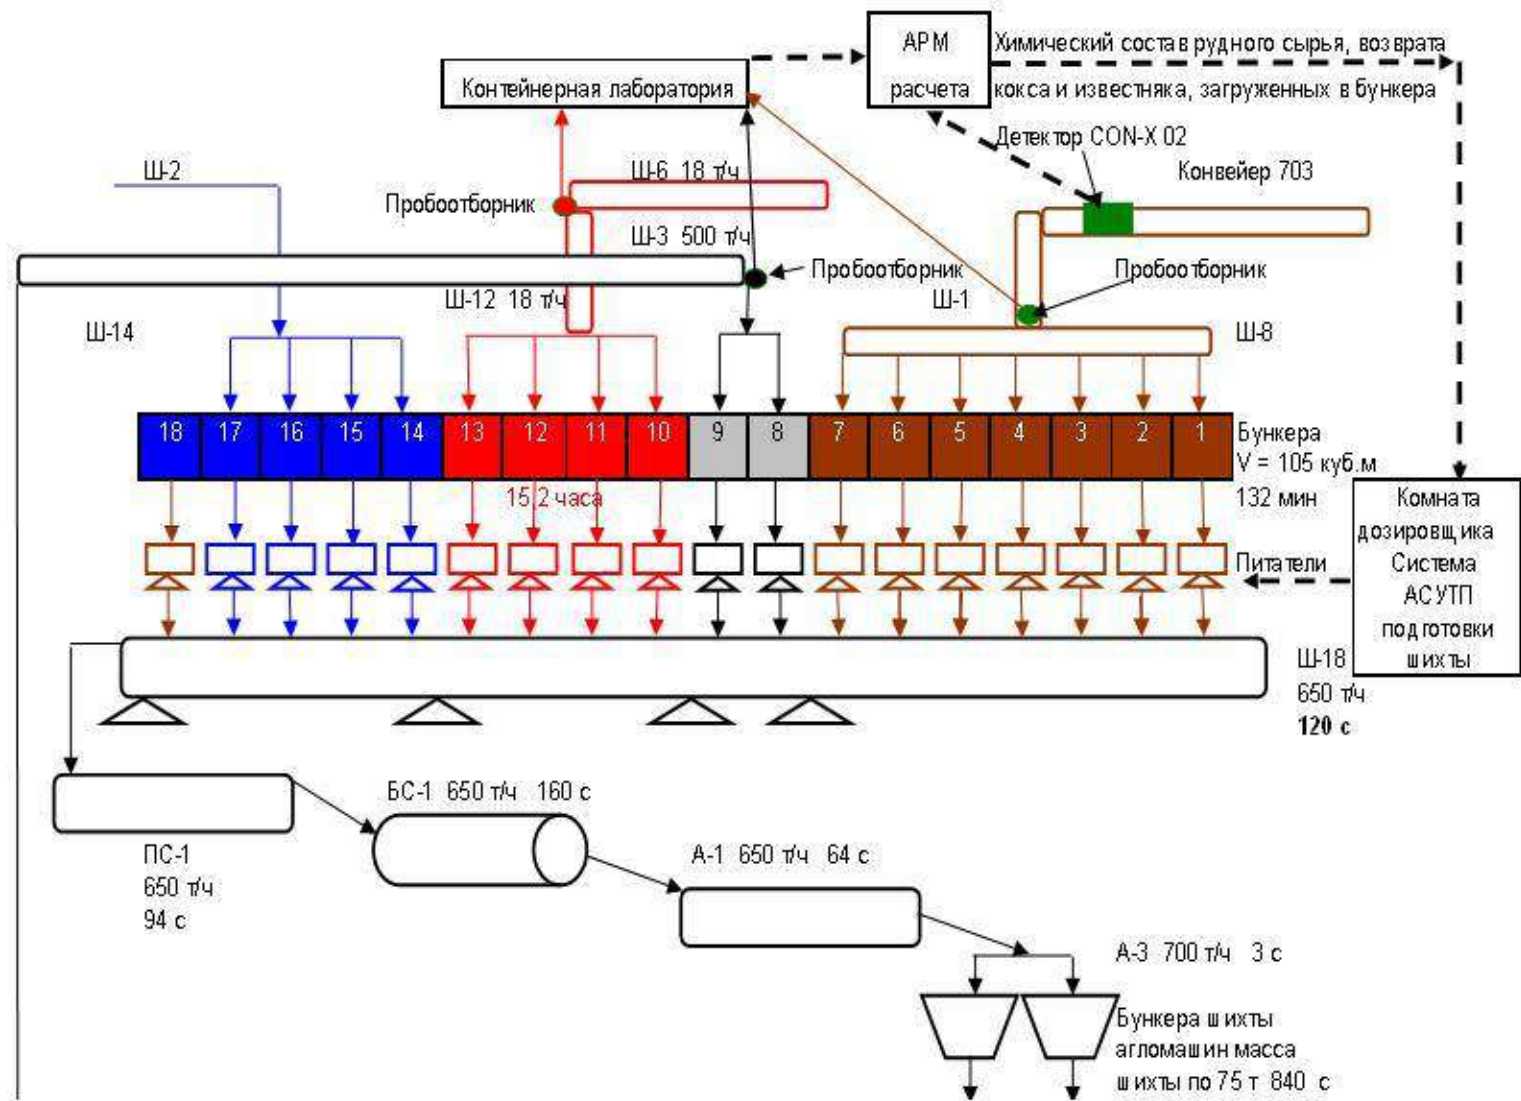 АРМ
расчета
Химический состав рудного сырья, возврата
кокса и известняка, загруженных в бункера
Контейнерная лаборатория
Детектор CON-X 02
Ш-2
Ш-6 18 т/ч
Конвейер 703
Пробоотборник
Ш-3 500 т/ч
Пробоотборник
Пробоотборник
Ш-12 18 т/ч
Ш-1
Ш-14
Ш-8
18 17 16 15 14 13 12 11 10 9 8 7 6 5 4 3 2 1
Бункера
V = 105 куб.м
15,2 часа
132 мин
Комната
дозировщика
Система
АСУТП
подготовки
шихты
Питатели
Ш-18
650 т/ч
120 с
БС-1 650 т/ч 160 с
ПС-1
650 т/ч
94 с
А-1 650 т/ч 64 с
А-3 700 т/ч 3 с
Бункера шихты
агломашин масса
шихты по 75 т 840 с